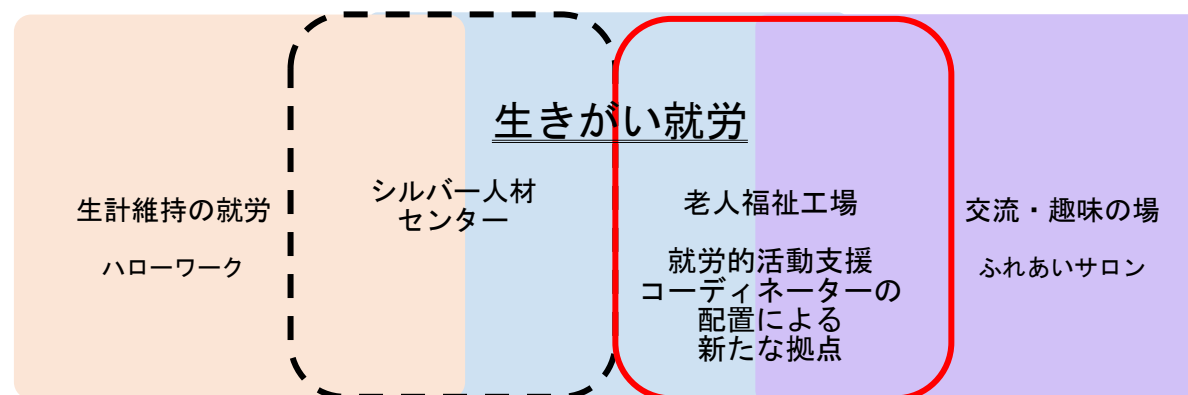 生きがい就労
生計維持の就労
ハローワーク
シルバー人材
センター
老人福祉工場
就労的活動支援
コーディネーターの
配置による
新たな拠点
交流・趣味の場
ふれあいサロン